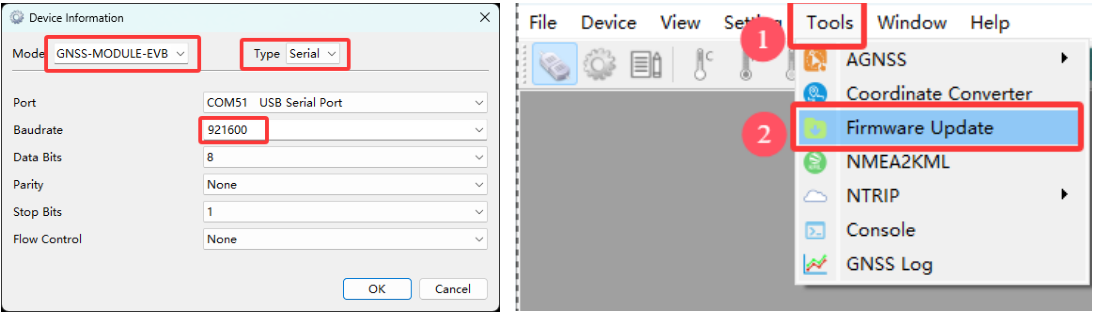 Device Information
Mode GNSS-MODULE-EVB Type Serial
Port COM51 USB Serial Port
Baudrate 921600
Data Bits 8
Parity None
Stop Bits 1
Flow Control None
OK Cancel
File Device View Tools Window Help
1
AGNSS
Coordinate Converter
2 Firmware Update
NMEA2KML
NTRIP
Console
GNSS Log